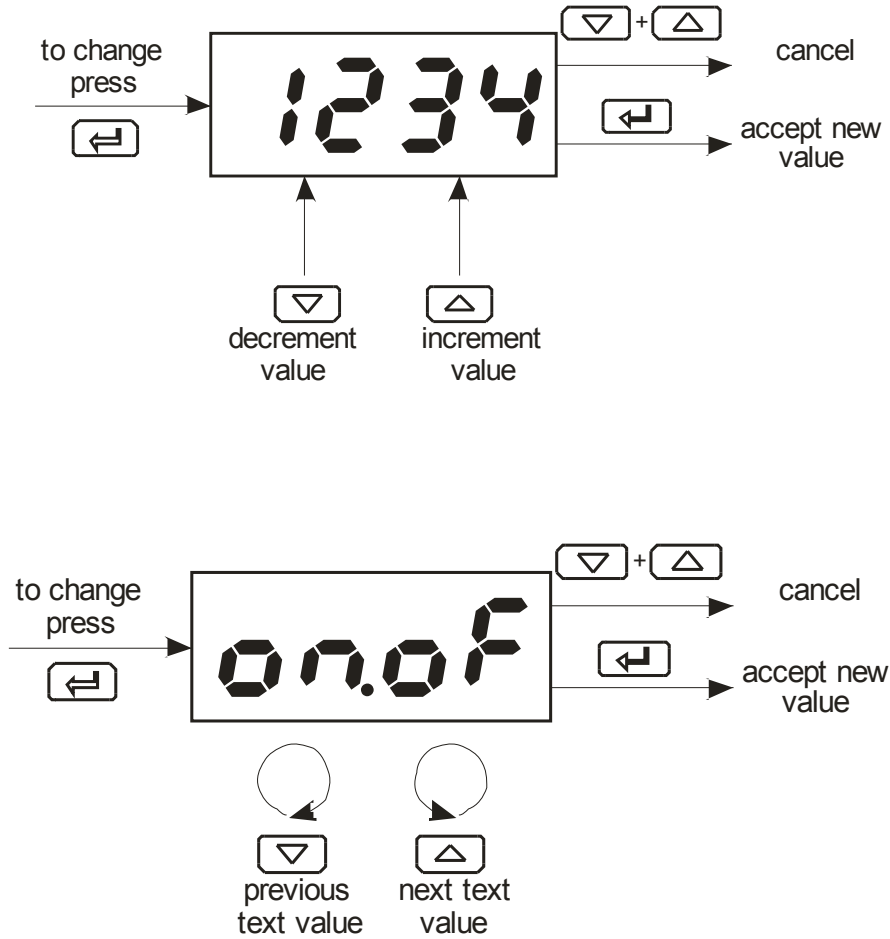 to change
press
1234
+
cancel
accept new
value
decrement
value
increment
value
to change
press
on.oF
+
cancel
accept new
value
previous
text value
next text
value